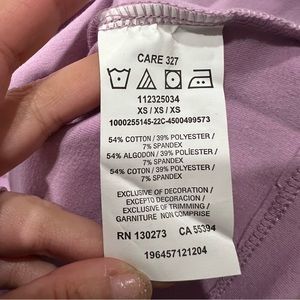 CARE 327
112325034
XS / XS / XS
1000255145-22C-4500499573
54% COTTON / 39% POLYESTER /
7% SPANDEX
54% ALGODON / 39% POLIÉSTER /
7% SPANDEX
54% COTON / 39% POLYESTER /
7% SPANDEX
EXCLUSIVE OF DECORATION /
EXCEPTO DECORACION /
EXCLUSIVE OF TRIMMING /
GARNITURE NON COMPRISE /
RN 130273 CA 55394
196457121204